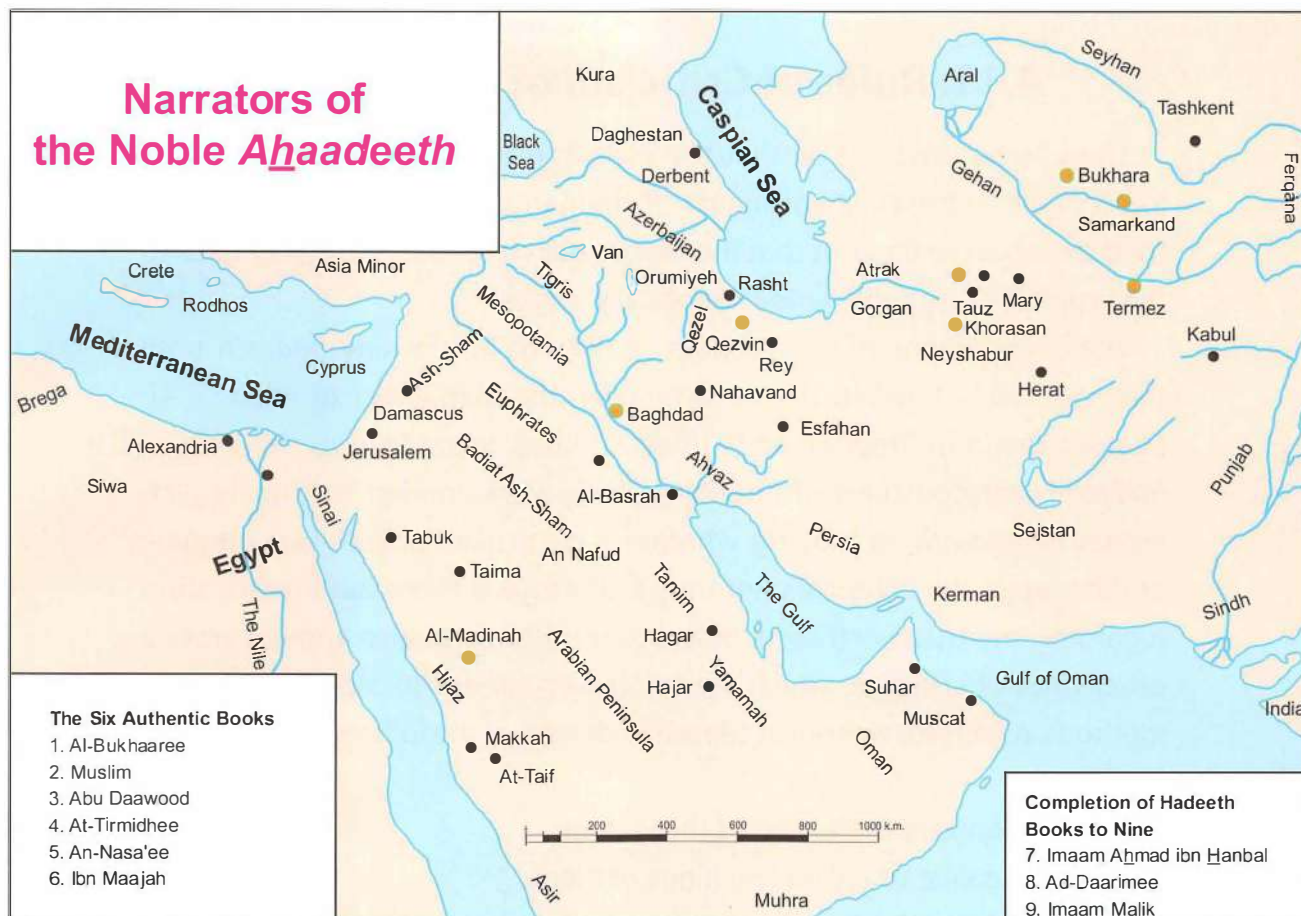 Narrators of
the Noble Ahaadeeth
Kura
Daghestan
Derbent
Black
Sea
Caspian Sea
Aral
Seyhan
Tashkent
Gehan
Bukhara
Samarkand
Ferqàna
Azerbaijan
Van
Orumiyeh
Rasht
Atrak
Gorgan
Tauz
Mary
Khorasan
Neyshabur
Termez
Kabul
Herat
Crete
Rodhos
Asia Minor
Mediterranean Sea
Cyprus
Tigris
Mesopotamia
Ash-Sham
Damascus
Jerusalem
Euphrates
Qezel
Qezvin
Rey
Nahavand
Baghdad
Esfahan
Ahvaz
Badiat Ash-Sham
Al-Basrah
Brega
Alexandria
Siwa
Sinai
Egypt
The Nile
Tabuk
An Nafud
Taima
Persia
Sejstan
Punjab
Kerman
Sindh
India
Tamim
The Gulf
Al-Madinah
Hijaz
Arabian Peninsula
Hagar
Hajar
Yamamah
Suhar
Gulf of Oman
Muscat
Oman
Makkah
At-Taif
Asir
Muhra
200 400 600 800 1000 k.m.
The Six Authentic Books
1. Al-Bukhaaree
2. Muslim
3. Abu Daawood
4. At-Tirmidhee
5. An-Nasa'ee
6. Ibn Maajah
Completion of Hadeeth
Books to Nine
7. Imaam Ahmad ibn Hanbal
8. Ad-Daarimee
9. Imaam Malik